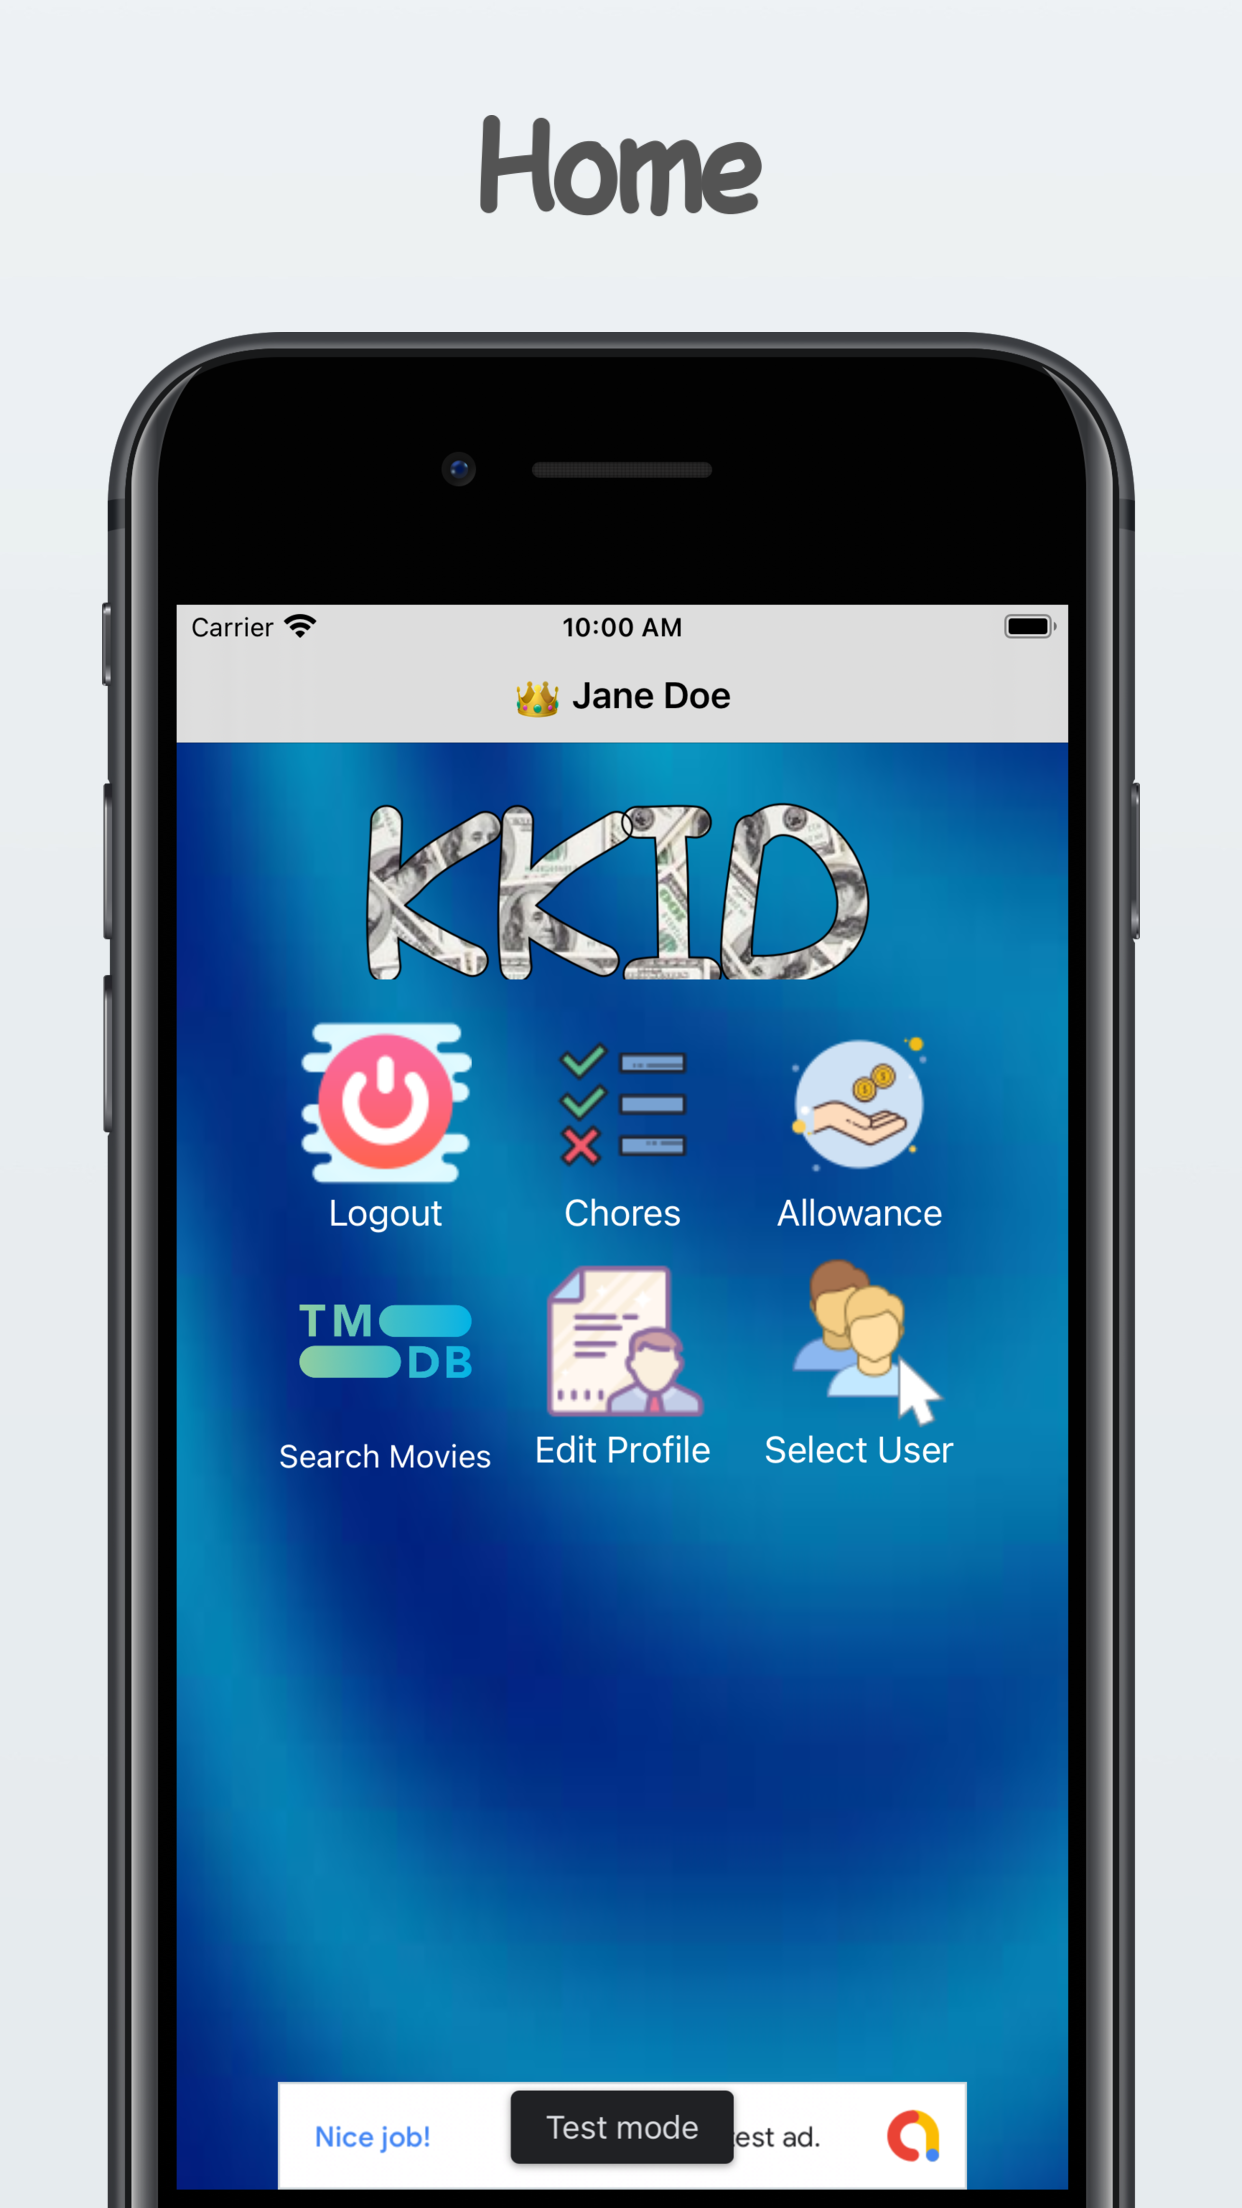 Home
Carrier 10:00 AM
Jane Doe
KKID
Logout Chores Allowance
TM
DB
Search Movies Edit Profile Select User
Nice job! Test mode est ad.